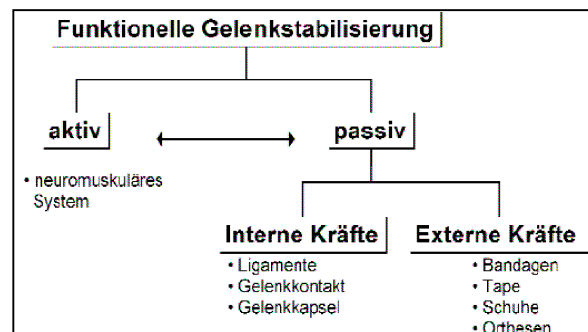 Funktionelle Gelenkstabilisierung
aktiv
passiv
• neuromuskuläres
System
Interne Kräfte
• Ligamente
• Gelenkkontakt
• Gelenkkapsel
Externe Kräfte
• Bandagen
• Tape
• Schuhe
• Orthesen